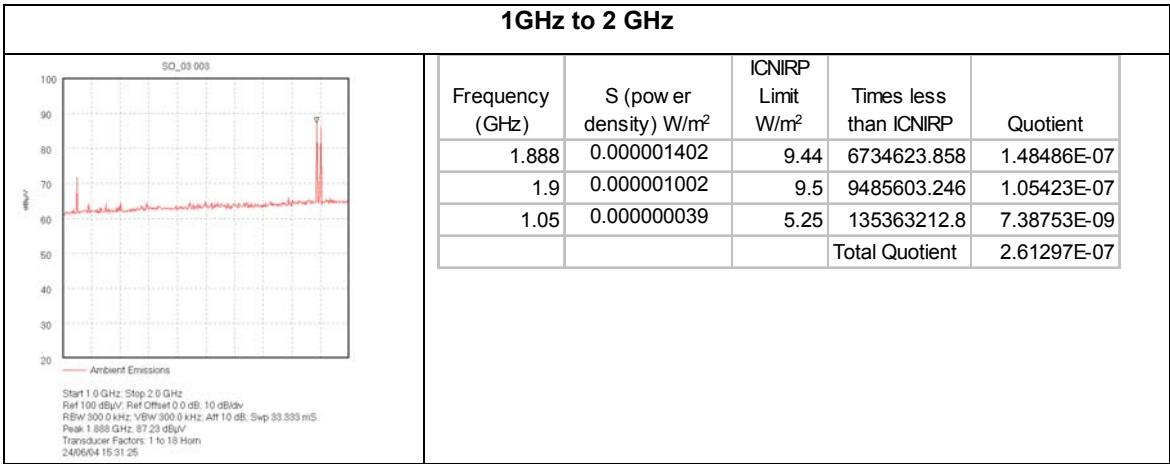 1GHz to 2 GHz
SO_03 003
100
90
80
70
60
50
40
30
20
dBµV
Ambient Emissions
Start 1.0 GHz; Stop 2.0 GHz
Ref 100 dBµV; Ref Offset 0.0 dB; 10 dB/div
RBW 300.0 kHz; VBW 300.0 kHz; Att 10 dB; Swp 33.333 mS
Peak 1.888 GHz, 87.23 dBµV
Transducer Factors: 1 to 18 Horn
24/06/04 15:31:25
Frequency (GHz) S (pow er density) W/m² ICNIRP Limit W/m² Times less than ICNIRP Quotient
1.888 0.000001402 9.44 6734623.858 1.48486E-07
1.9 0.000001002 9.5 9485603.246 1.05423E-07
1.05 0.000000039 5.25 135363212.8 7.38753E-09
Total Quotient 2.61297E-07